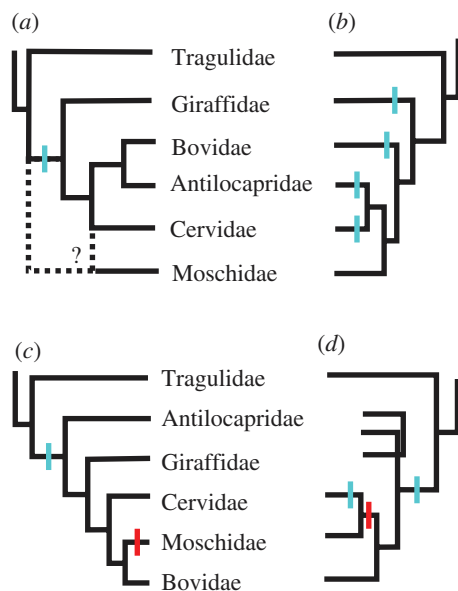 (a) (b)
Tragulidae
Giraffidae
Bovidae
Antilocapridae
Cervidae
?
Moschidae
(c) (d)
Tragulidae
Antilocapridae
Giraffidae
Cervidae
Moschidae
Bovidae